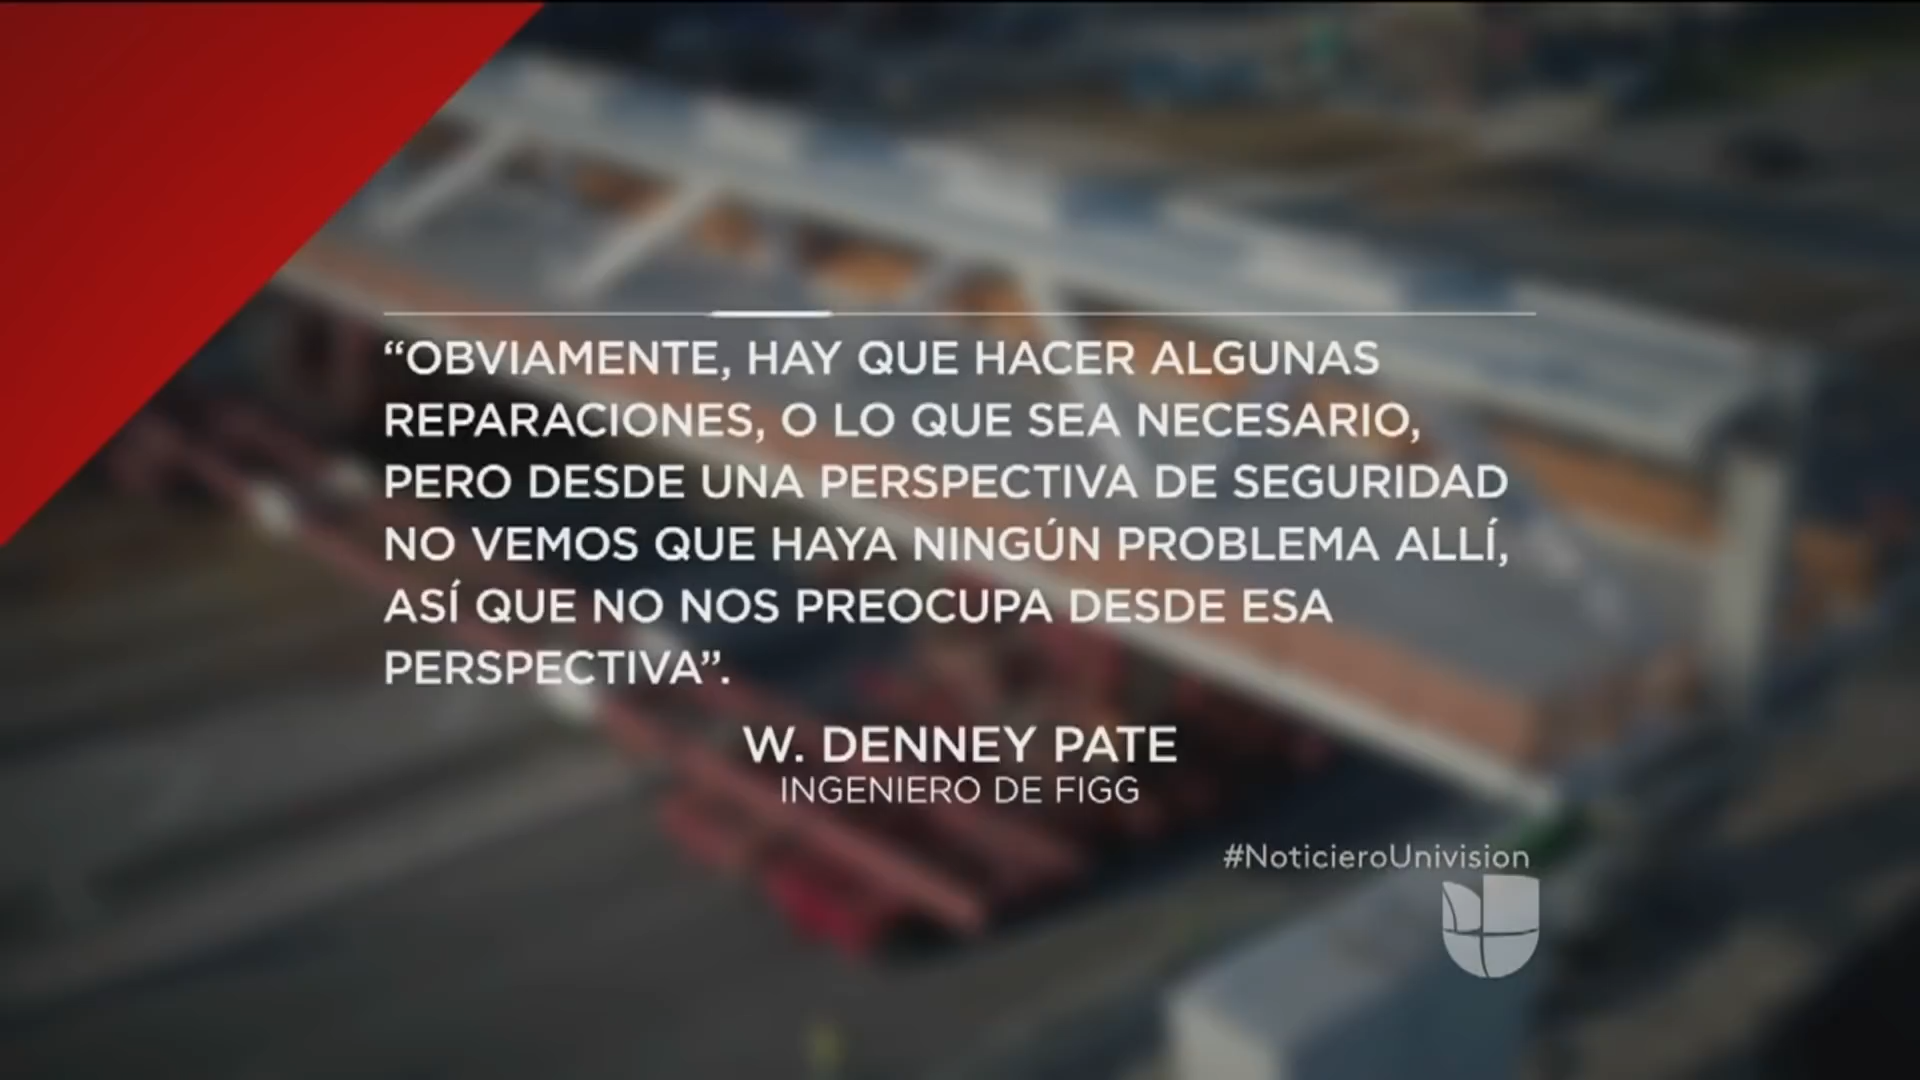 “OBVIAMENTE, HAY QUE HACER ALGUNAS
REPARACIONES, O LO QUE SEA NECESARIO,
PERO DESDE UNA PERSPECTIVA DE SEGURIDAD
NO VEMOS QUE HAYA NINGÚN PROBLEMA ALLÍ,
ASÍ QUE NO NOS PREOCUPA DESDE ESA
PERSPECTIVA”.
W. DENNEY PATE
INGENIERO DE FIGG
#NoticieroUnivision